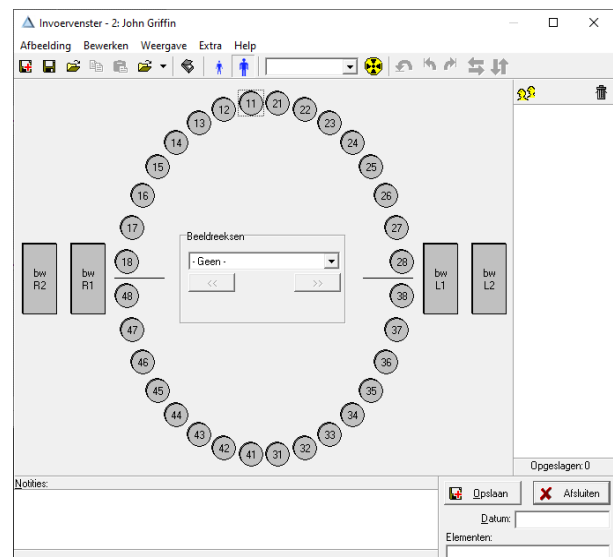 Invoervenster - 2: John Griffin
Afbeelding Bewerken Weergave Extra Help
11 21
12 22
13 23
14 24
15 25
16 26
17 27
18 28
Beeldreeksen
- Geen -
<< >>
bw R2
bw R1
bw L1
bw L2
48 38
47 37
46 36
45 35
44 34
43 33
42 32
41 31
Opgeslagen: 0
Notities:
Opslaan Afsluiten
Datum:
Elementen: